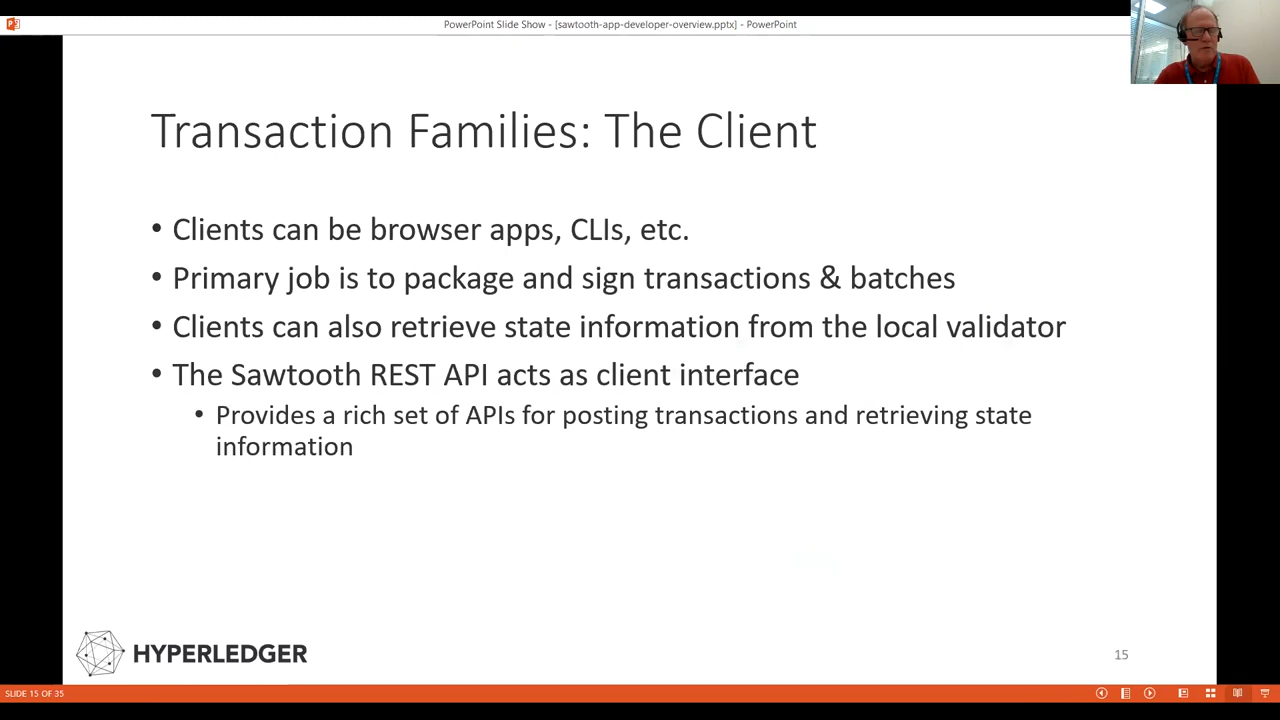 PowerPoint Slide Show - [sawtooth-app-developer-overview.pptx] - PowerPoint
Transaction Families: The Client
• Clients can be browser apps, CLIs, etc.
• Primary job is to package and sign transactions & batches
• Clients can also retrieve state information from the local validator
• The Sawtooth REST API acts as client interface
• Provides a rich set of APIs for posting transactions and retrieving state
information
HYPERLEDGER
15
SLIDE 15 OF 35